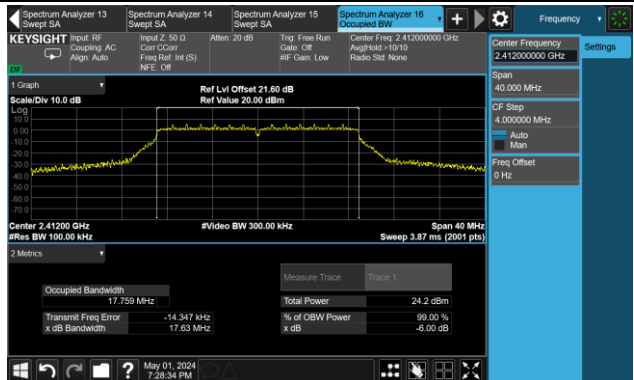 Spectrum Analyzer 13
Swept SA
Spectrum Analyzer 14
Swept SA
Spectrum Analyzer 15
Swept SA
Spectrum Analyzer 16
Occupied BW
+
Frequency
KEYSIGHT
Input: RF
Coupling: AC
Align: Auto
Input Z: 50 Ω
Corr CCorr
Freq Ref: Int (S)
NFE: Off
Atten: 20 dB
Trig: Free Run
Gate: Off
#IF Gain: Low
Center Freq: 2.412000000 GHz
Avg|Hold:>10/10
Radio Std: None
Center Frequency
2.412000000 GHz
Settings
Span
40.000 MHz
CF Step
4.000000 MHz
Auto
Man
Freq Offset
0 Hz
1 Graph
Scale/Div 10.0 dB
Ref Lvl Offset 21.60 dB
Ref Value 20.00 dBm
Log
10.0
0.00
-10.0
-20.0
-30.0
-40.0
-50.0
-60.0
-70.0
Center 2.41200 GHz
#Res BW 100.00 kHz
#Video BW 300.00 kHz
Span 40 MHz
Sweep 3.87 ms (2001 pts)
2 Metrics
Measure Trace
Trace 1
Occupied Bandwidth
17.759 MHz
Total Power
24.2 dBm
Transmit Freq Error
-14.347 kHz
% of OBW Power
99.00 %
x dB Bandwidth
17.63 MHz
x dB
-6.00 dB
?
May 01, 2024
7:28:34 PM